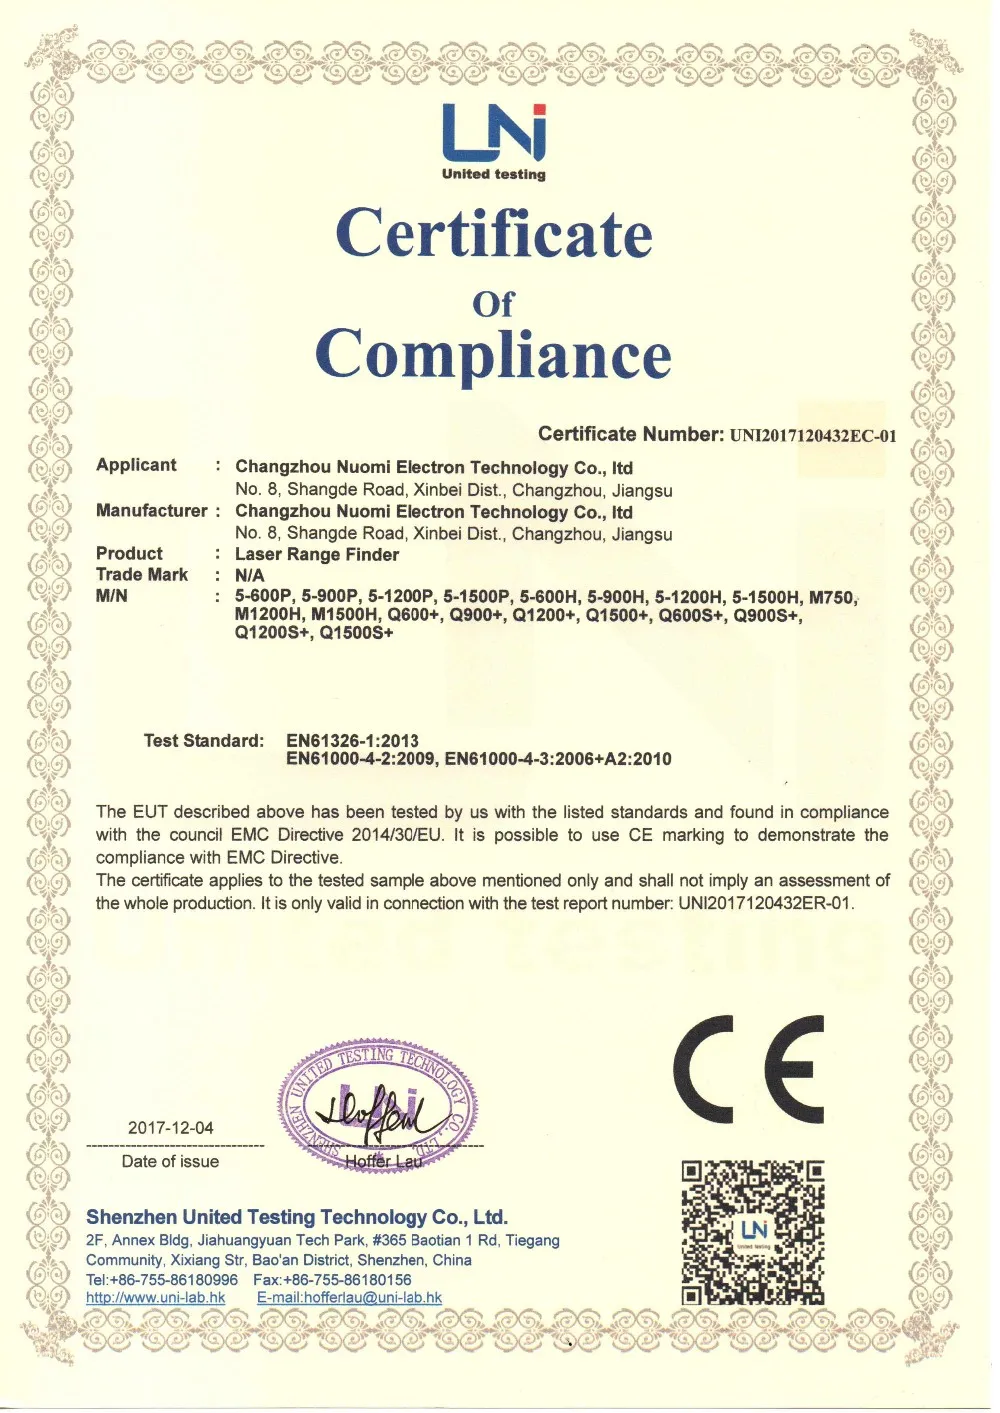 UNi
United testing
Certificate
Of
Compliance
Certificate Number: UNI2017120432EC-01
Applicant : Changzhou Nuomi Electron Technology Co., ltd
No. 8, Shangde Road, Xinbei Dist., Changzhou, Jiangsu
Manufacturer : Changzhou Nuomi Electron Technology Co., ltd
No. 8, Shangde Road, Xinbei Dist., Changzhou, Jiangsu
Product : Laser Range Finder
Trade Mark : N/A
M/N : 5-600P, 5-900P, 5-1200P, 5-1500P, 5-600H, 5-900H, 5-1200H, 5-1500H, M750,
M1200H, M1500H, Q600+, Q900+, Q1200+, Q1500+, Q600S+, Q900S+,
Q1200S+, Q1500S+
Test Standard: EN61326-1:2013
EN61000-4-2:2009, EN61000-4-3:2006+A2:2010
The EUT described above has been tested by us with the listed standards and found in compliance
with the council EMC Directive 2014/30/EU. It is possible to use CE marking to demonstrate the
compliance with EMC Directive.
The certificate applies to the tested sample above mentioned only and shall not imply an assessment of
the whole production. It is only valid in connection with the test report number: UNI2017120432ER-01.
CE
SHENZHEN UNITED TESTING TECHNOLOGY CO., LTD
UNi
2017-12-04
Date of issue
Hoffer Lau
Shenzhen United Testing Technology Co., Ltd.
2F, Annex Bldg, Jiahuangyuan Tech Park, #365 Baotian 1 Rd, Tiegang
Community, Xixiang Str, Bao'an District, Shenzhen, China
Tel:+86-755-86180996 Fax:+86-755-86180156
http://www.uni-lab.hk E-mail:hofferlau@uni-lab.hk
UNi
United testing